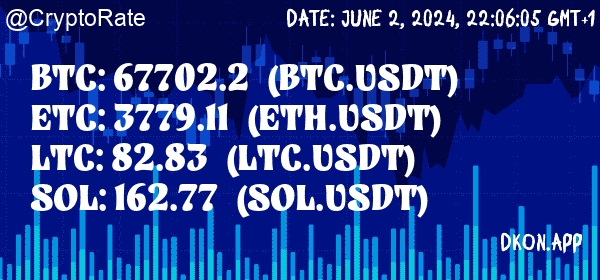 @CryptoRate
DATE: JUNE 2, 2024, 22:06:05 GMT+1
BTC: 67702.2 (BTC.USDT)
ETC: 3779.11 (ETH.USDT)
LTC: 82.83 (LTC.USDT)
SOL: 162.77 (SOL.USDT)
DKON.APP